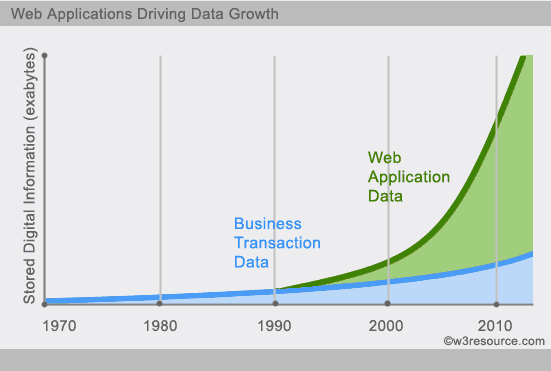 Web Applications Driving Data Growth
Stored Digital Information (exabytes)
Web
Application
Data
Business
Transaction
Data
1970 1980 1990 2000 2010
©w3resource.com